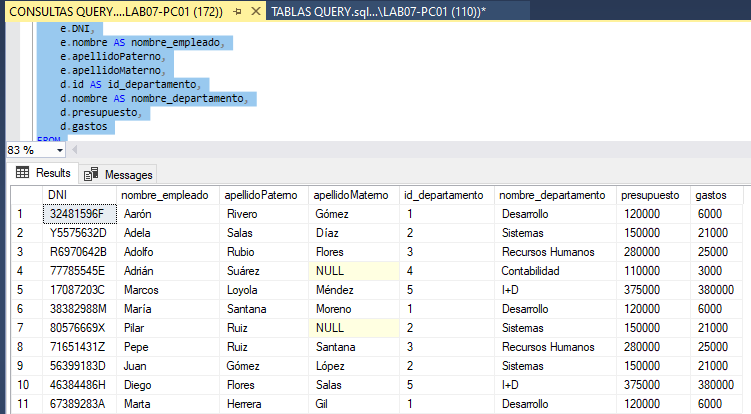 CONSULTAS QUERY....LAB07-PC01 (172)) TABLAS QUERY.sql...\LAB07-PC01 (110))*
e.DNI,
e.nombre AS nombre_empleado,
e.apellidoPaterno,
e.apellidoMaterno,
d.id AS id_departamento,
d.nombre AS nombre_departamento,
d.presupuesto,
d.gastos
FROM
83 %
Results Messages
DNI nombre_empleado apellidoPaterno apellidoMaterno id_departamento nombre_departamento presupuesto gastos
1 32481596F Aarón Rivero Gómez 1 Desarrollo 120000 6000
2 Y5575632D Adela Salas Díaz 2 Sistemas 150000 21000
3 R6970642B Adolfo Rubio Flores 3 Recursos Humanos 280000 25000
4 77785545E Adrián Suárez NULL 4 Contabilidad 110000 3000
5 17087203C Marcos Loyola Méndez 5 I+D 375000 380000
6 38382988M María Santana Moreno 1 Desarrollo 120000 6000
7 80576669X Pilar Ruiz NULL 2 Sistemas 150000 21000
8 71651431Z Pepe Ruiz Santana 3 Recursos Humanos 280000 25000
9 56399183D Juan Gómez López 2 Sistemas 150000 21000
10 46384486H Diego Flores Salas 5 I+D 375000 380000
11 67389283A Marta Herrera Gil 1 Desarrollo 120000 6000